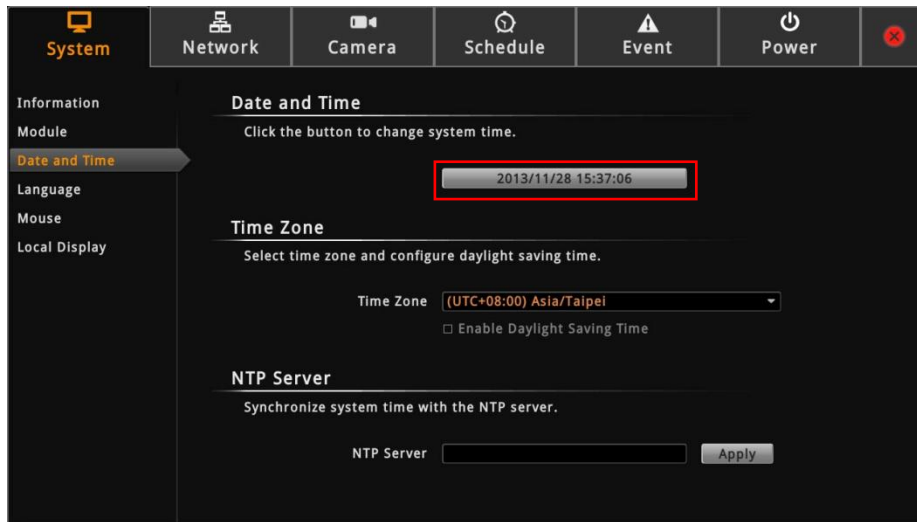 System Network Camera Schedule Event Power
Information
Module
Date and Time
Language
Mouse
Local Display
Date and Time
Click the button to change system time.
2013/11/28 15:37:06
Time Zone
Select time zone and configure daylight saving time.
Time Zone (UTC+08:00) Asia/Taipei
Enable Daylight Saving Time
NTP Server
Synchronize system time with the NTP server.
NTP Server Apply